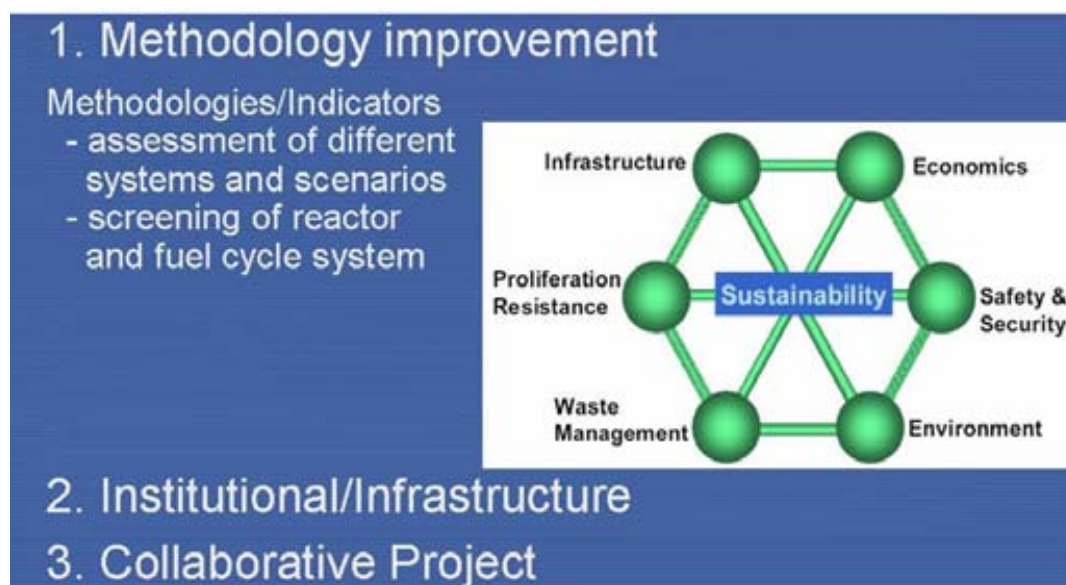 1. Methodology improvement
Methodologies/Indicators
- assessment of different
systems and scenarios
- screening of reactor
and fuel cycle system
Infrastructure
Economics
Proliferation
Resistance
Sustainability
Safety &
Security
Waste
Management
Environment
2. Institutional/Infrastructure
3. Collaborative Project